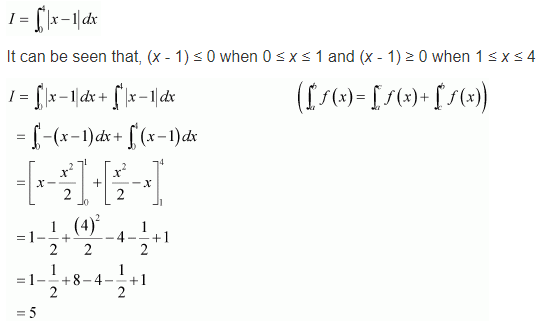 I = ∫₀⁴|x−1|dx
It can be seen that, (x - 1) ≤ 0 when 0 ≤ x ≤ 1 and (x - 1) ≥ 0 when 1 ≤ x ≤ 4
I = ∫₀¹|x−1|dx + ∫₁⁴|x−1|dx (∫ₐᵇ f(x) = ∫ₐᶜ f(x) + ∫_c^b f(x))
= ∫₀¹−(x−1)dx + ∫₁⁴(x−1)dx
= [x − x²/2]₀¹ + [x²/2 − x]₁⁴
= 1 − 1/2 + (4)²/2 − 4 − 1/2 + 1
= 1 − 1/2 + 8 − 4 − 1/2 + 1
= 5